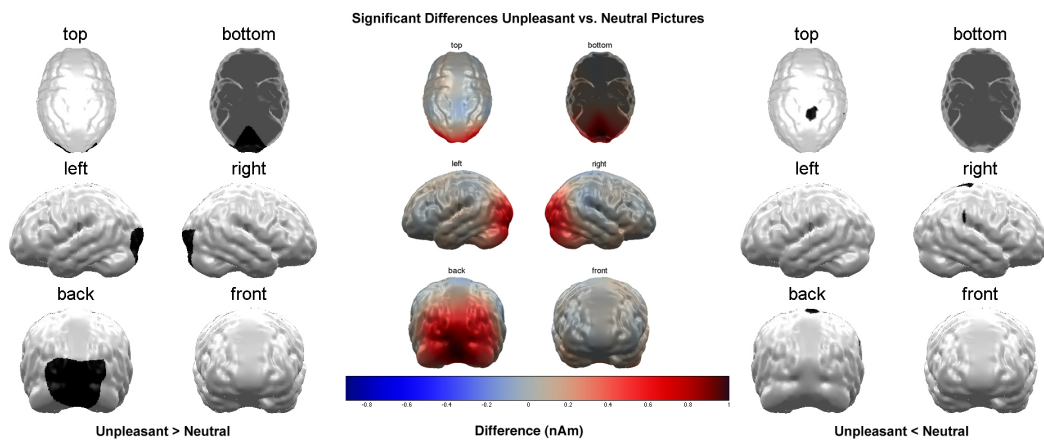 Significant Differences Unpleasant vs. Neutral Pictures
top bottom
left right
back front
Unpleasant > Neutral
top bottom
left right
back front
-0.8 -0.6 -0.4 -0.2 0 0.2 0.4 0.6 0.8 1
Difference (nAm)
top bottom
left right
back front
Unpleasant < Neutral